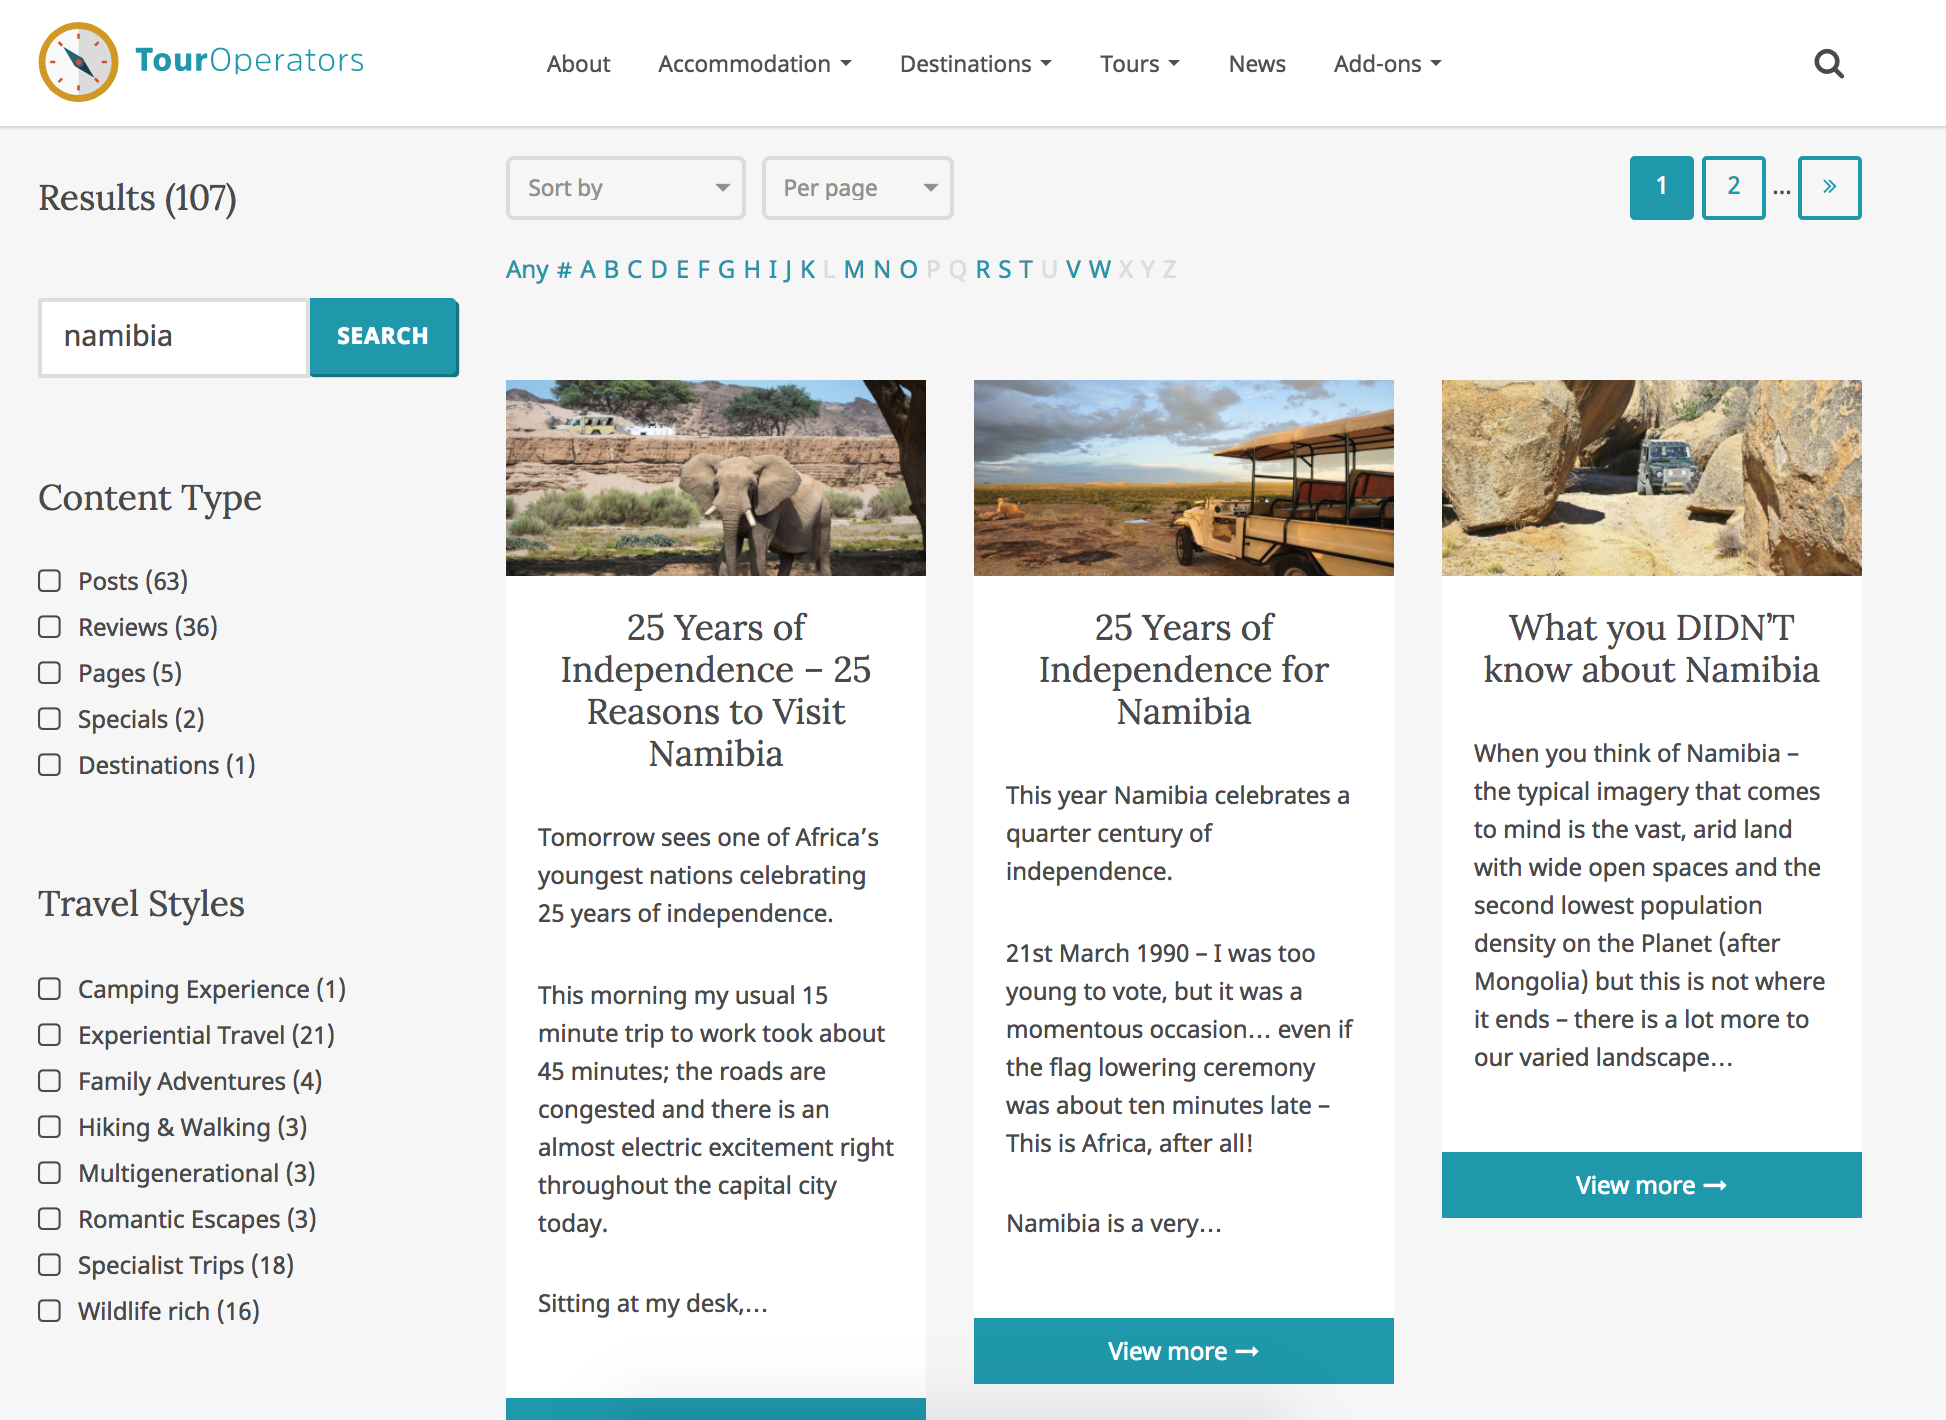 TourOperators
About Accommodation Destinations Tours News Add-ons
Results (107)
Sort by Per page
1 2 ... »
Any # A B C D E F G H I J K L M N O P Q R S T U V W X Y Z
namibia SEARCH
Content Type
Posts (63)
Reviews (36)
Pages (5)
Specials (2)
Destinations (1)
Travel Styles
Camping Experience (1)
Experiential Travel (21)
Family Adventures (4)
Hiking & Walking (3)
Multigenerational (3)
Romantic Escapes (3)
Specialist Trips (18)
Wildlife rich (16)
25 Years of
Independence – 25
Reasons to Visit
Namibia
Tomorrow sees one of Africa’s
youngest nations celebrating
25 years of independence.
This morning my usual 15
minute trip to work took about
45 minutes; the roads are
congested and there is an
almost electric excitement right
throughout the capital city
today.
Sitting at my desk,…
25 Years of
Independence for
Namibia
This year Namibia celebrates a
quarter century of
independence.
21st March 1990 – I was too
young to vote, but it was a
momentous occasion… even if
the flag lowering ceremony
was about ten minutes late –
This is Africa, after all!
Namibia is a very…
View more →
What you DIDN’T
know about Namibia
When you think of Namibia –
the typical imagery that comes
to mind is the vast, arid land
with wide open spaces and the
second lowest population
density on the Planet (after
Mongolia) but this is not where
it ends – there is a lot more to
our varied landscape…
View more →